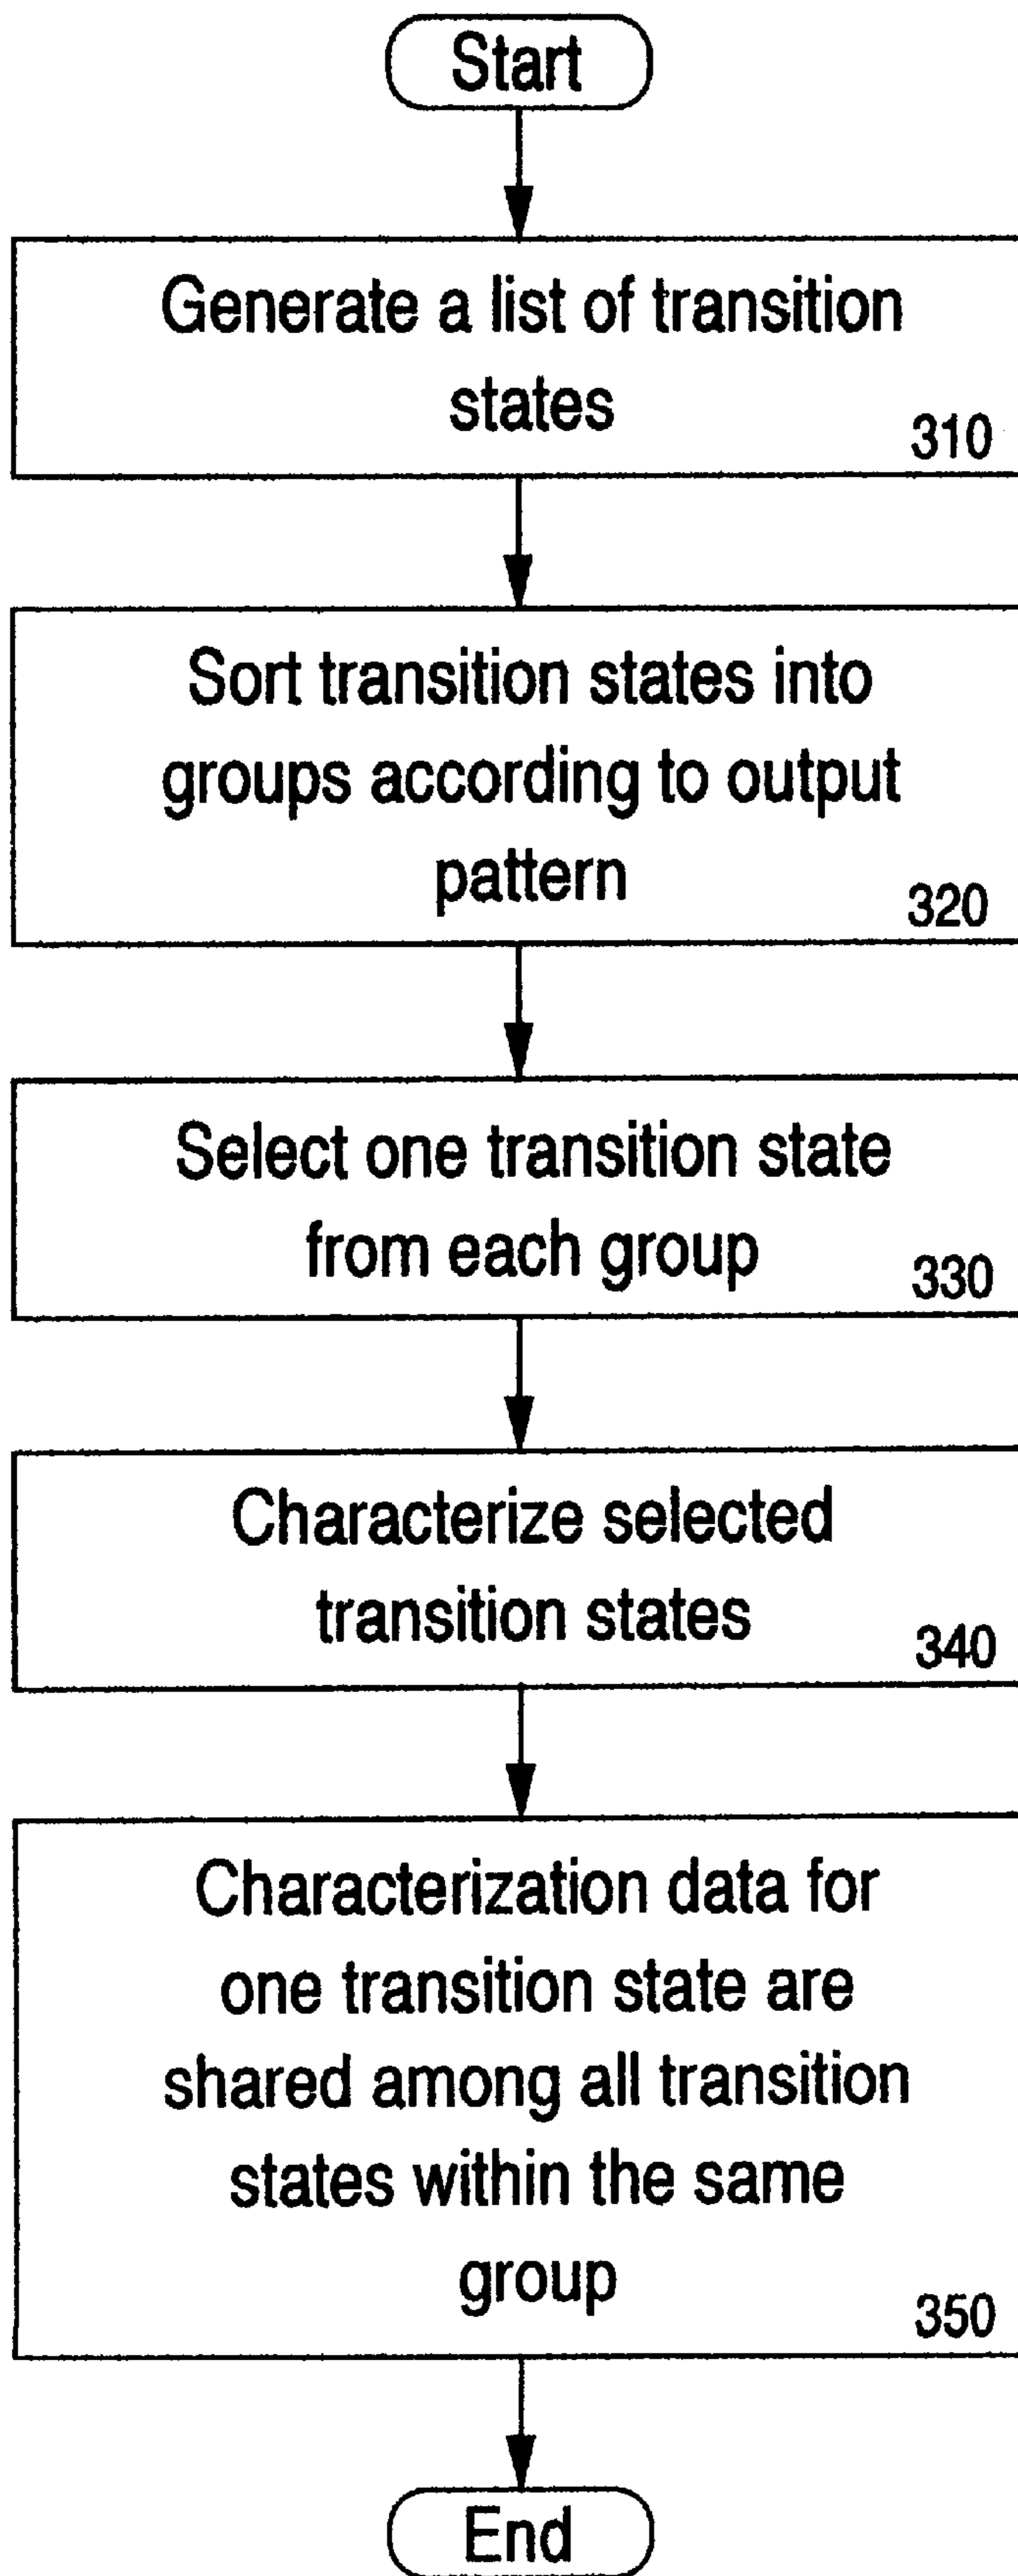 Start
Generate a list of transition
states
310
Sort transition states into
groups according to output
pattern
320
Select one transition state
from each group
330
Characterize selected
transition states
340
Characterization data for
one transition state are
shared among all transition
states within the same
group
350
End